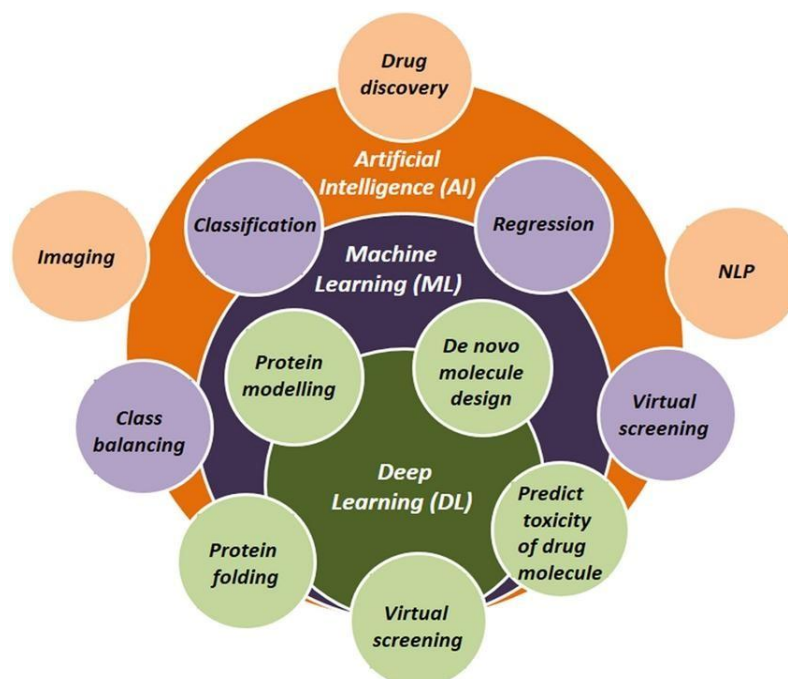 Drug
discovery
Artificial
Intelligence (AI)
Classification
Regression
Imaging
Machine
Learning (ML)
NLP
Protein
modelling
De novo
molecule
design
Class
balancing
Virtual
screening
Deep
Learning (DL)
Predict
toxicity
of drug
molecule
Protein
folding
Virtual
screening